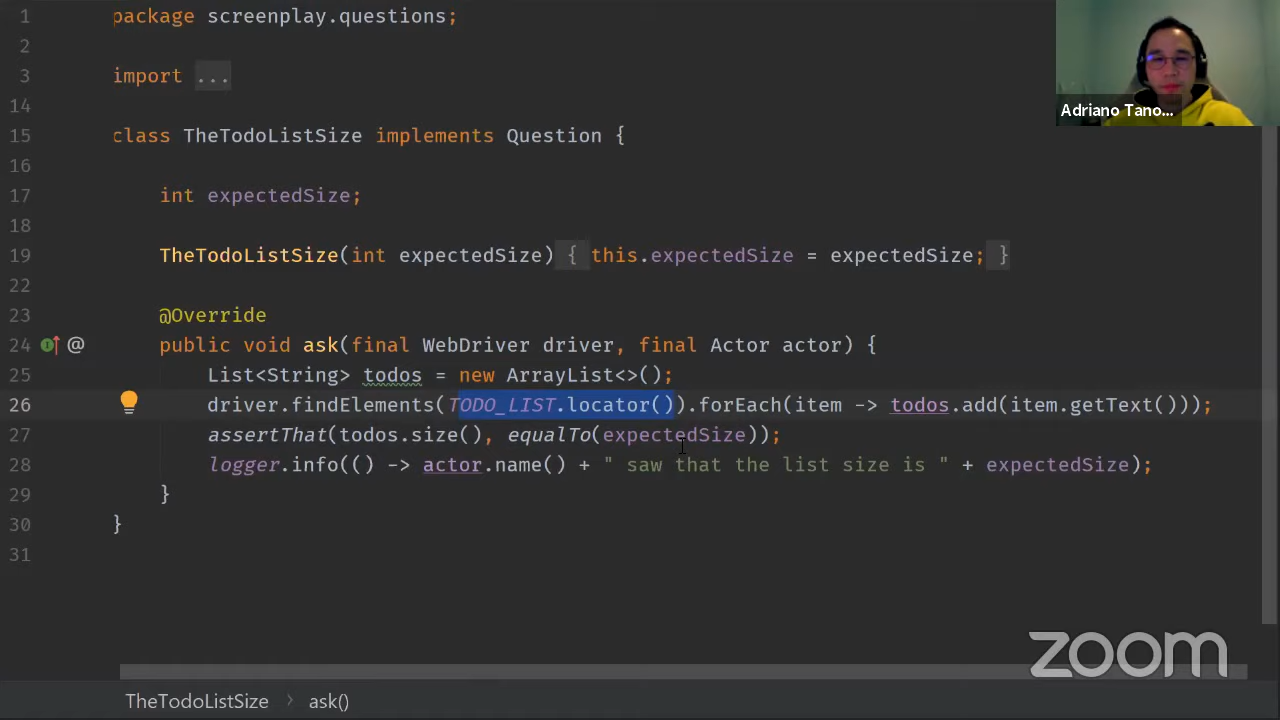 1 package screenplay.questions;
2
3 import ...
14
15 class TheTodoListSize implements Question {
16
17 int expectedSize;
18
19 TheTodoListSize(int expectedSize) { this.expectedSize = expectedSize; }
22
23 @Override
24 @ public void ask(final WebDriver driver, final Actor actor) {
25 List<String> todos = new ArrayList<>();
26 driver.findElements(TODO_LIST.locator()).forEach(item -> todos.add(item.getText()));
27 assertThat(todos.size(), equalTo(expectedSize));
28 logger.info(() -> actor.name() + " saw that the list size is " + expectedSize);
29 }
30 }
31
Adriano Tano...
zoom
TheTodoListSize > ask()